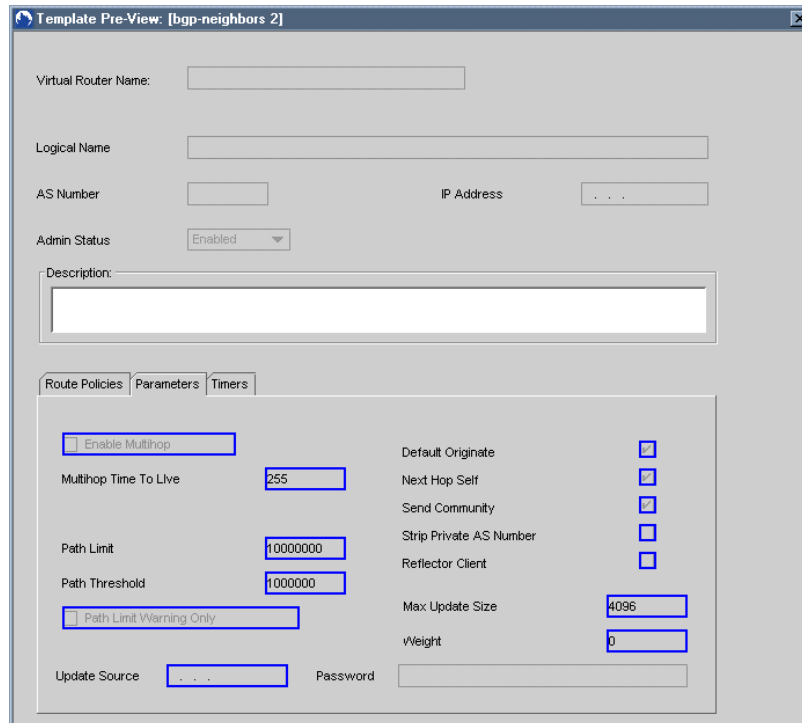 Template Pre-View: [bgp-neighbors 2]
Virtual Router Name:
Logical Name
AS Number
IP Address
. . .
Admin Status
Enabled
Description:
Route Policies
Parameters
Timers
Enable Multihop
Default Originate
Multihop Time To LIve
255
Next Hop Self
Send Community
Strip Private AS Number
Path Limit
10000000
Reflector Client
Path Threshold
1000000
Max Update Size
4096
Path Limit Warning Only
Weight
0
Update Source
. . .
Password